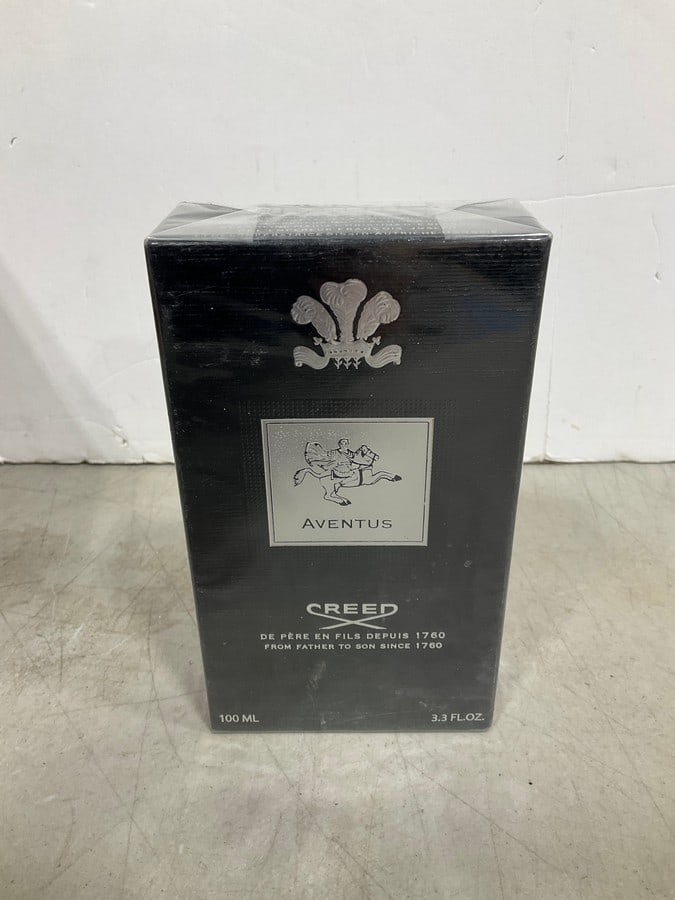 AVENTUS
CREED
DE PÈRE EN FILS DEPUIS 1760
FROM FATHER TO SON SINCE 1760
100 ML
3.3 FL.OZ.